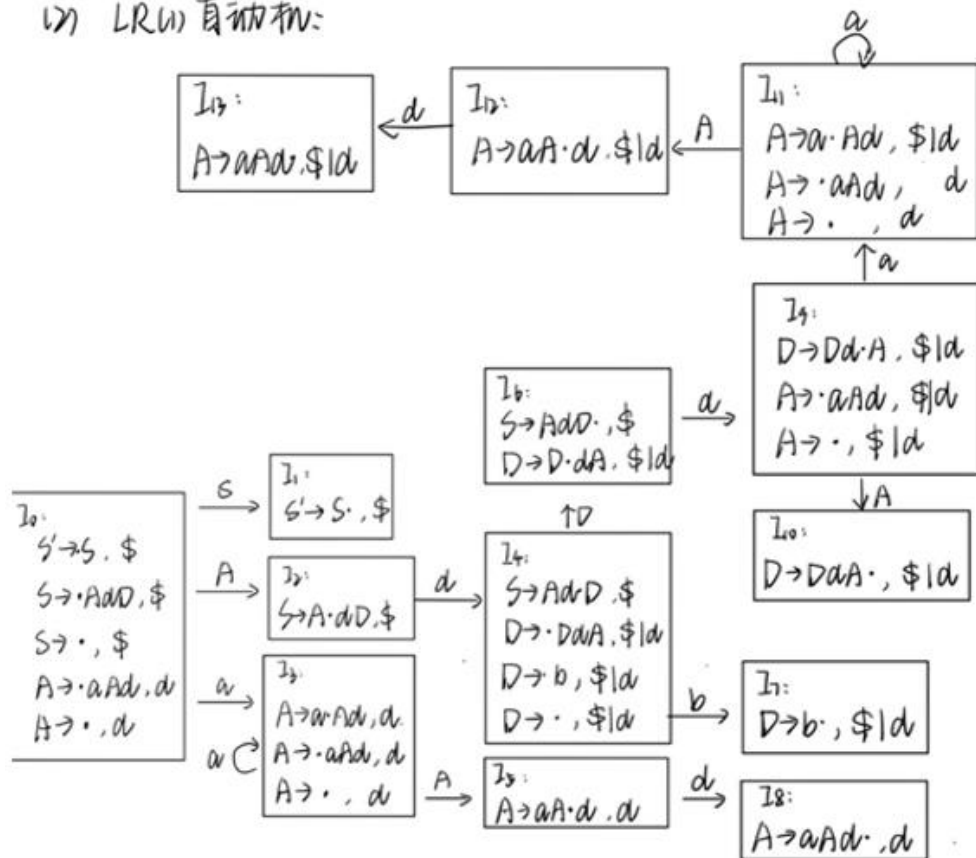 (2) LR(1) 自动机:
a
I13:
A→aAd·, $|d
d
I12:
A→aA·d, $|d
A
I11:
A→a·Ad, $|d
A→·aAd, d
A→·, d
a
I9:
D→Dd·A, $|d
A→·aAd, $|d
A→·, $|d
I6:
S→AdD·, $
D→D·dA, $|d
d
A
I1:
S'→S·, $
S
D
I10:
D→DdA·, $|d
I0:
S'→·S, $
S→·AdD, $
S→·, $
A→·aAd, d
A→·, d
A
I2:
S→A·dD, $
d
I4:
S→Ad·D, $
D→·DdA, $|d
D→·b, $|d
D→·, $|d
a
I3:
A→a·Ad, d
A→·aAd, d
A→·, d
a
b
I7:
D→b·, $|d
A
I5:
A→aA·d, d
d
I8:
A→aAd·, d